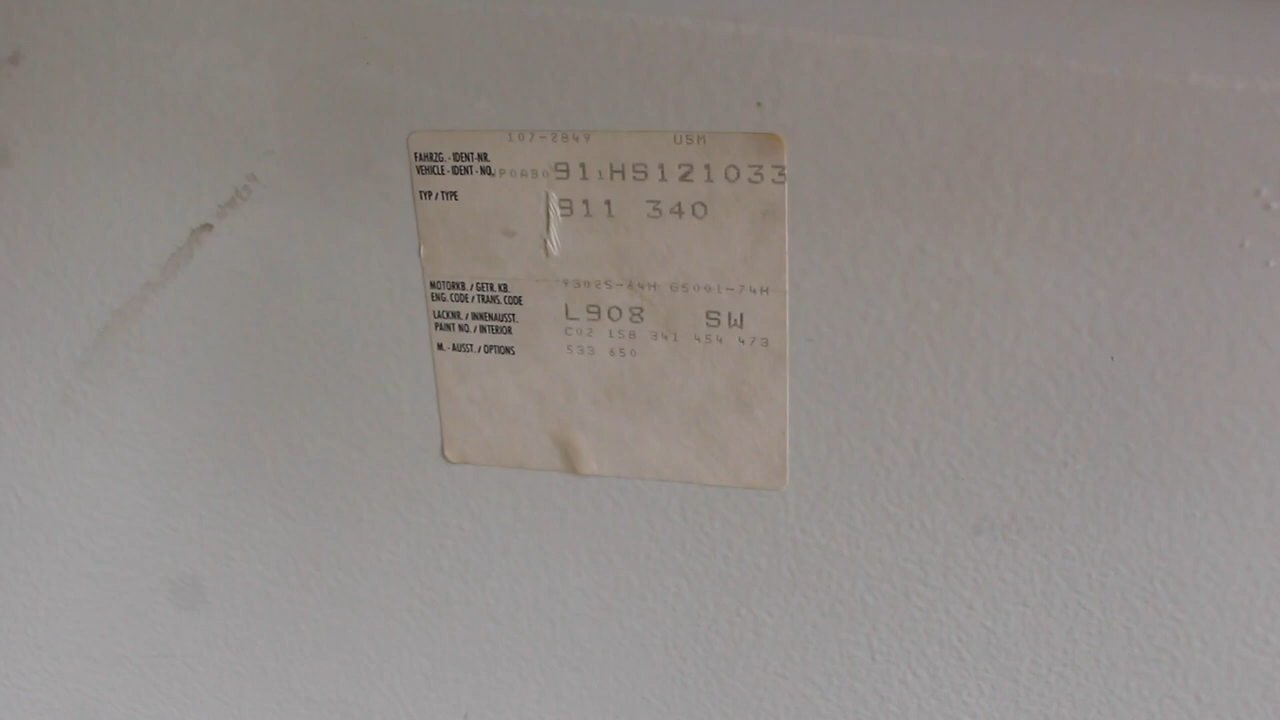 107-2849 USM
FAHRZG. - IDENT-NR.
VEHICLE - IDENT - NO. WP0AB0911HS121033
TYP / TYPE 911 340
MOTORKB. / GETR. KB. 93025-64H G5001-74H
ENG. CODE / TRANS. CODE
LACKNR. / INNENAUSST. L908 SW
PAINT NO. / INTERIOR C02 158 341 454 473
M. - AUSST. / OPTIONS 533 650